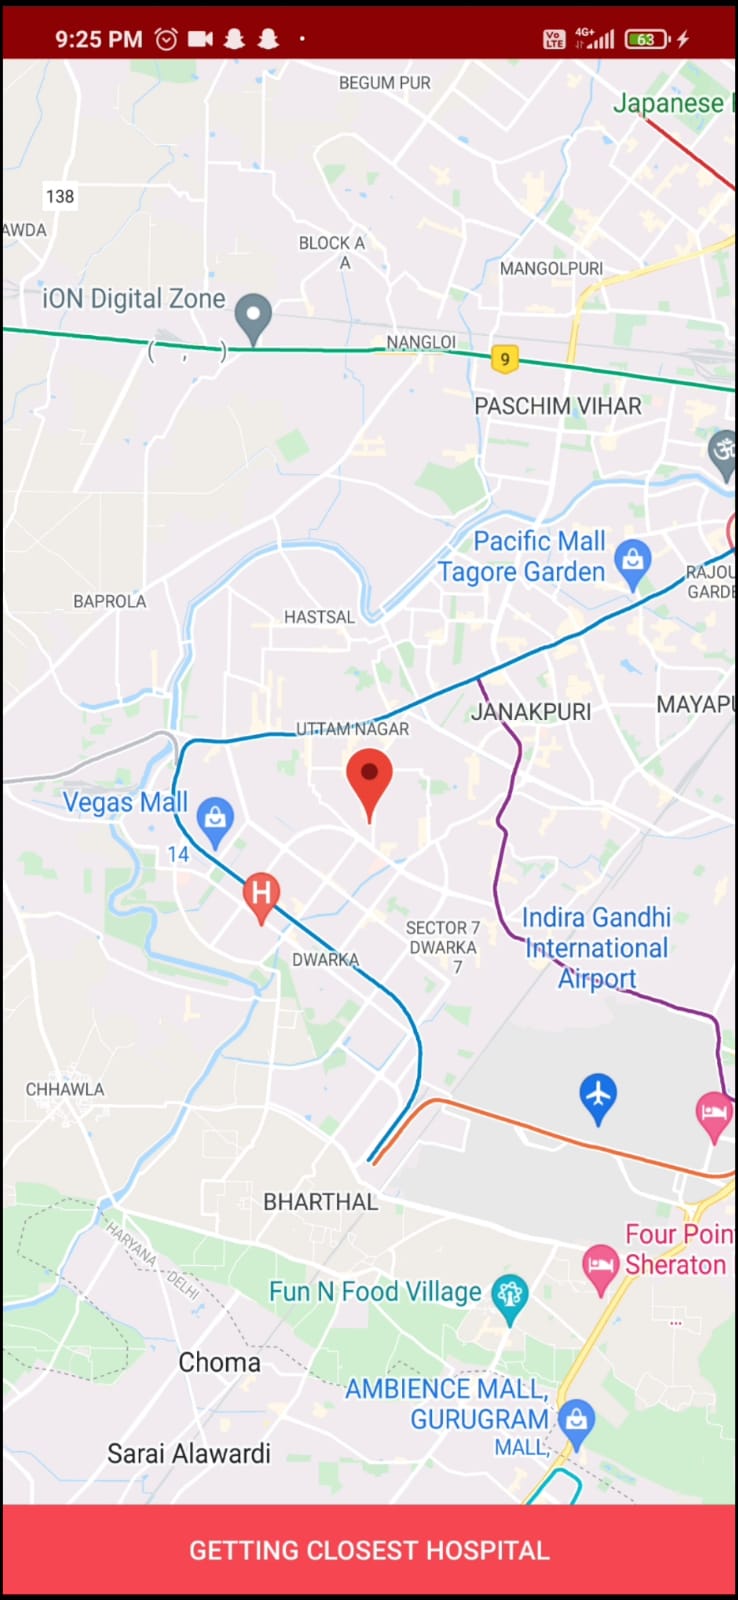 9:25 PM
Vo
LTE
4G+
63
BEGUM PUR
Japanese
138
AWDA
BLOCK A
A
MANGOLPURI
iON Digital Zone
( , )
NANGLOI
9
PASCHIM VIHAR
Pacific Mall
Tagore Garden
RAJOU
GARDE
BAPROLA
HASTSAL
JANAKPURI
MAYAPU
UTTAM NAGAR
Vegas Mall
14
H
SECTOR 7
DWARKA
7
DWARKA
Indira Gandhi
International
Airport
CHHAWLA
BHARTHAL
HARYANA
DELHI
Four Poin
Sheraton
Fun N Food Village
Choma
AMBIENCE MALL,
GURUGRAM
MALL,
Sarai Alawardi
GETTING CLOSEST HOSPITAL